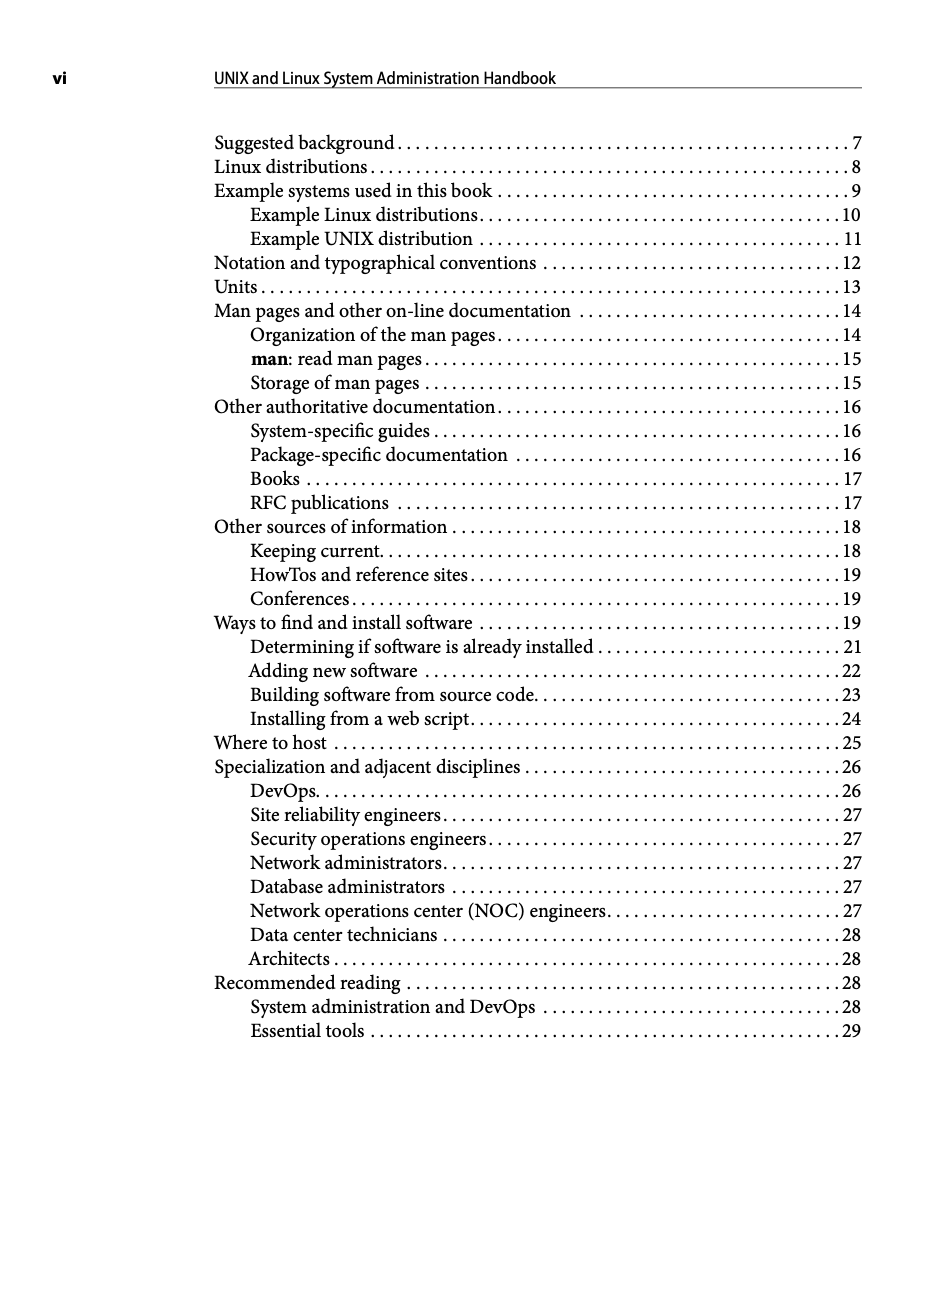 vi UNIX and Linux System Administration Handbook
Suggested background . . . . . . . . . . . . . . . . . . . . . . . . . . . . . . . . . . . . . . . . . . . . . . . . . . 7
Linux distributions . . . . . . . . . . . . . . . . . . . . . . . . . . . . . . . . . . . . . . . . . . . . . . . . . . . . . 8
Example systems used in this book . . . . . . . . . . . . . . . . . . . . . . . . . . . . . . . . . . . . . . . 9
Example Linux distributions . . . . . . . . . . . . . . . . . . . . . . . . . . . . . . . . . . . . . . . . 10
Example UNIX distribution . . . . . . . . . . . . . . . . . . . . . . . . . . . . . . . . . . . . . . . . 11
Notation and typographical conventions . . . . . . . . . . . . . . . . . . . . . . . . . . . . . . . . . 12
Units . . . . . . . . . . . . . . . . . . . . . . . . . . . . . . . . . . . . . . . . . . . . . . . . . . . . . . . . . . . . . . . . 13
Man pages and other on-line documentation . . . . . . . . . . . . . . . . . . . . . . . . . . . . . 14
Organization of the man pages . . . . . . . . . . . . . . . . . . . . . . . . . . . . . . . . . . . . . . 14
man: read man pages . . . . . . . . . . . . . . . . . . . . . . . . . . . . . . . . . . . . . . . . . . . . . . 15
Storage of man pages . . . . . . . . . . . . . . . . . . . . . . . . . . . . . . . . . . . . . . . . . . . . . . 15
Other authoritative documentation . . . . . . . . . . . . . . . . . . . . . . . . . . . . . . . . . . . . . . 16
System-specific guides . . . . . . . . . . . . . . . . . . . . . . . . . . . . . . . . . . . . . . . . . . . . . 16
Package-specific documentation . . . . . . . . . . . . . . . . . . . . . . . . . . . . . . . . . . . . 16
Books . . . . . . . . . . . . . . . . . . . . . . . . . . . . . . . . . . . . . . . . . . . . . . . . . . . . . . . . . . . 17
RFC publications . . . . . . . . . . . . . . . . . . . . . . . . . . . . . . . . . . . . . . . . . . . . . . . . . 17
Other sources of information . . . . . . . . . . . . . . . . . . . . . . . . . . . . . . . . . . . . . . . . . . . 18
Keeping current. . . . . . . . . . . . . . . . . . . . . . . . . . . . . . . . . . . . . . . . . . . . . . . . . . . 18
HowTos and reference sites . . . . . . . . . . . . . . . . . . . . . . . . . . . . . . . . . . . . . . . . . 19
Conferences . . . . . . . . . . . . . . . . . . . . . . . . . . . . . . . . . . . . . . . . . . . . . . . . . . . . . . 19
Ways to find and install software . . . . . . . . . . . . . . . . . . . . . . . . . . . . . . . . . . . . . . . . 19
Determining if software is already installed . . . . . . . . . . . . . . . . . . . . . . . . . . . 21
Adding new software . . . . . . . . . . . . . . . . . . . . . . . . . . . . . . . . . . . . . . . . . . . . . . 22
Building software from source code. . . . . . . . . . . . . . . . . . . . . . . . . . . . . . . . . . 23
Installing from a web script . . . . . . . . . . . . . . . . . . . . . . . . . . . . . . . . . . . . . . . . . 24
Where to host . . . . . . . . . . . . . . . . . . . . . . . . . . . . . . . . . . . . . . . . . . . . . . . . . . . . . . . . 25
Specialization and adjacent disciplines . . . . . . . . . . . . . . . . . . . . . . . . . . . . . . . . . . . 26
DevOps. . . . . . . . . . . . . . . . . . . . . . . . . . . . . . . . . . . . . . . . . . . . . . . . . . . . . . . . . . 26
Site reliability engineers . . . . . . . . . . . . . . . . . . . . . . . . . . . . . . . . . . . . . . . . . . . . 27
Security operations engineers . . . . . . . . . . . . . . . . . . . . . . . . . . . . . . . . . . . . . . . 27
Network administrators . . . . . . . . . . . . . . . . . . . . . . . . . . . . . . . . . . . . . . . . . . . . 27
Database administrators . . . . . . . . . . . . . . . . . . . . . . . . . . . . . . . . . . . . . . . . . . . 27
Network operations center (NOC) engineers . . . . . . . . . . . . . . . . . . . . . . . . . . 27
Data center technicians . . . . . . . . . . . . . . . . . . . . . . . . . . . . . . . . . . . . . . . . . . . . 28
Architects . . . . . . . . . . . . . . . . . . . . . . . . . . . . . . . . . . . . . . . . . . . . . . . . . . . . . . . . 28
Recommended reading . . . . . . . . . . . . . . . . . . . . . . . . . . . . . . . . . . . . . . . . . . . . . . . . 28
System administration and DevOps . . . . . . . . . . . . . . . . . . . . . . . . . . . . . . . . . 28
Essential tools . . . . . . . . . . . . . . . . . . . . . . . . . . . . . . . . . . . . . . . . . . . . . . . . . . . . 29